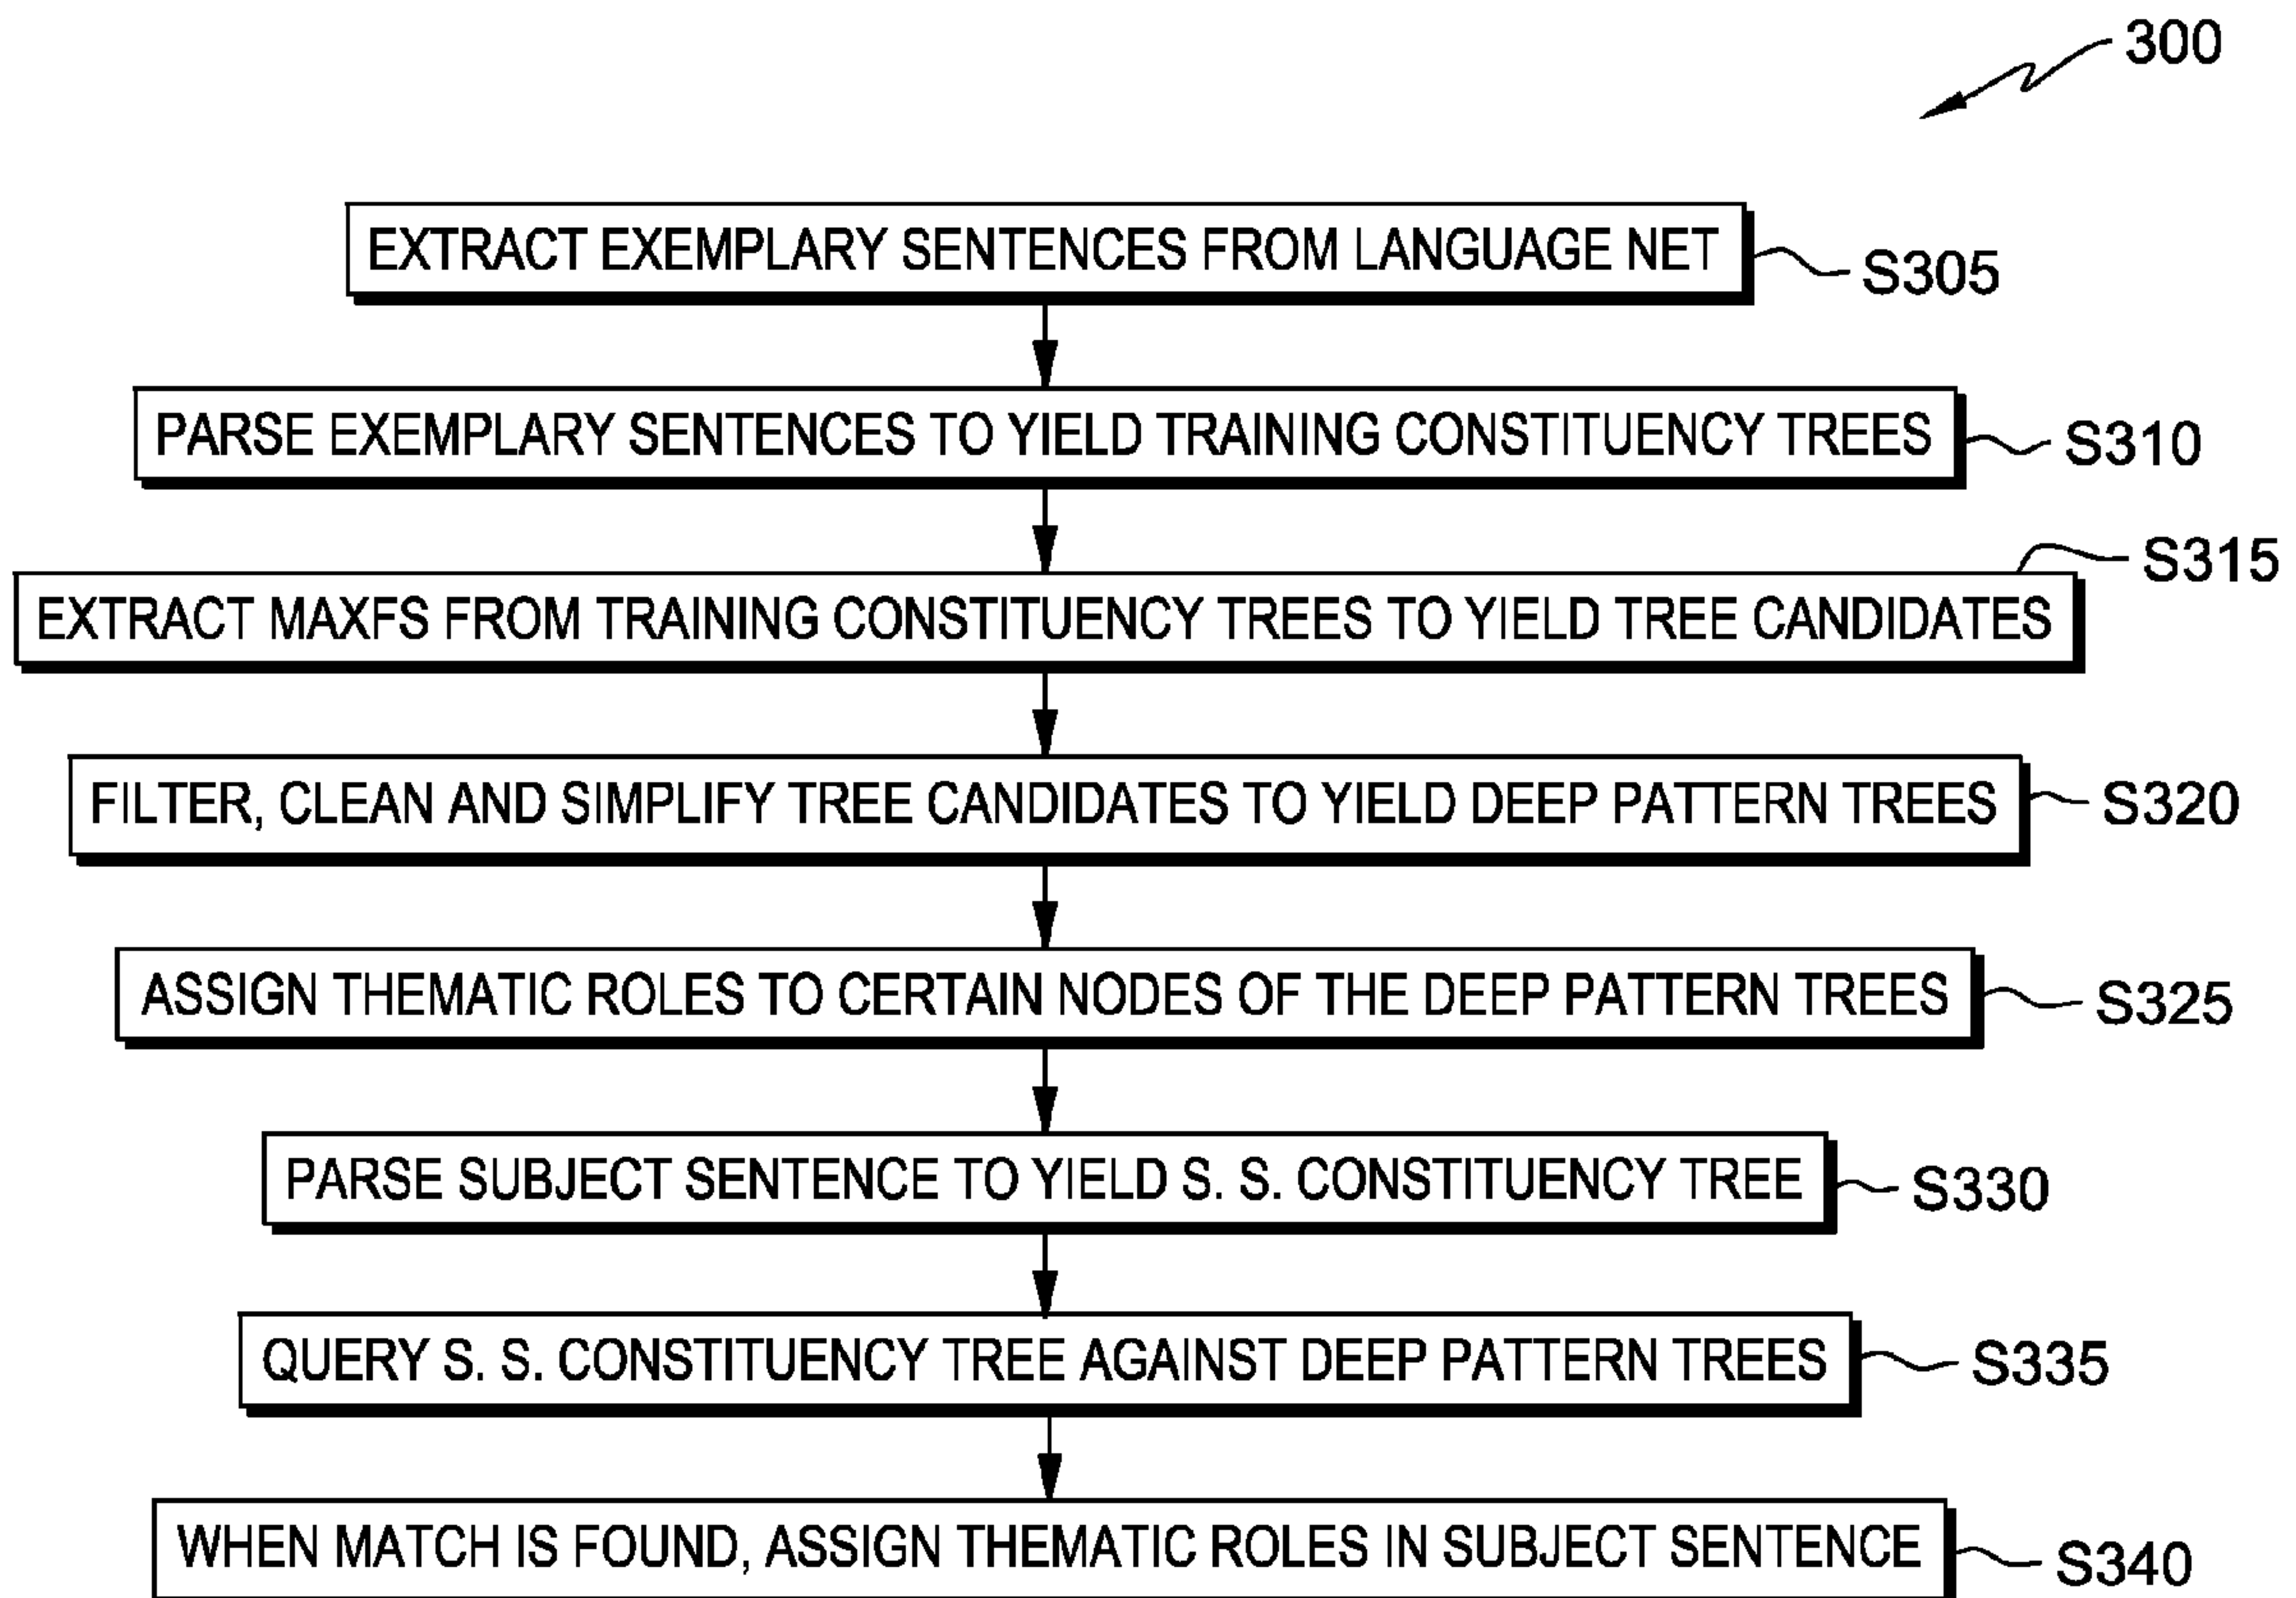 300
EXTRACT EXEMPLARY SENTENCES FROM LANGUAGE NET
S305
PARSE EXEMPLARY SENTENCES TO YIELD TRAINING CONSTITUENCY TREES
S310
EXTRACT MAXFS FROM TRAINING CONSTITUENCY TREES TO YIELD TREE CANDIDATES
S315
FILTER, CLEAN AND SIMPLIFY TREE CANDIDATES TO YIELD DEEP PATTERN TREES
S320
ASSIGN THEMATIC ROLES TO CERTAIN NODES OF THE DEEP PATTERN TREES
S325
PARSE SUBJECT SENTENCE TO YIELD S. S. CONSTITUENCY TREE
S330
QUERY S. S. CONSTITUENCY TREE AGAINST DEEP PATTERN TREES
S335
WHEN MATCH IS FOUND, ASSIGN THEMATIC ROLES IN SUBJECT SENTENCE
S340